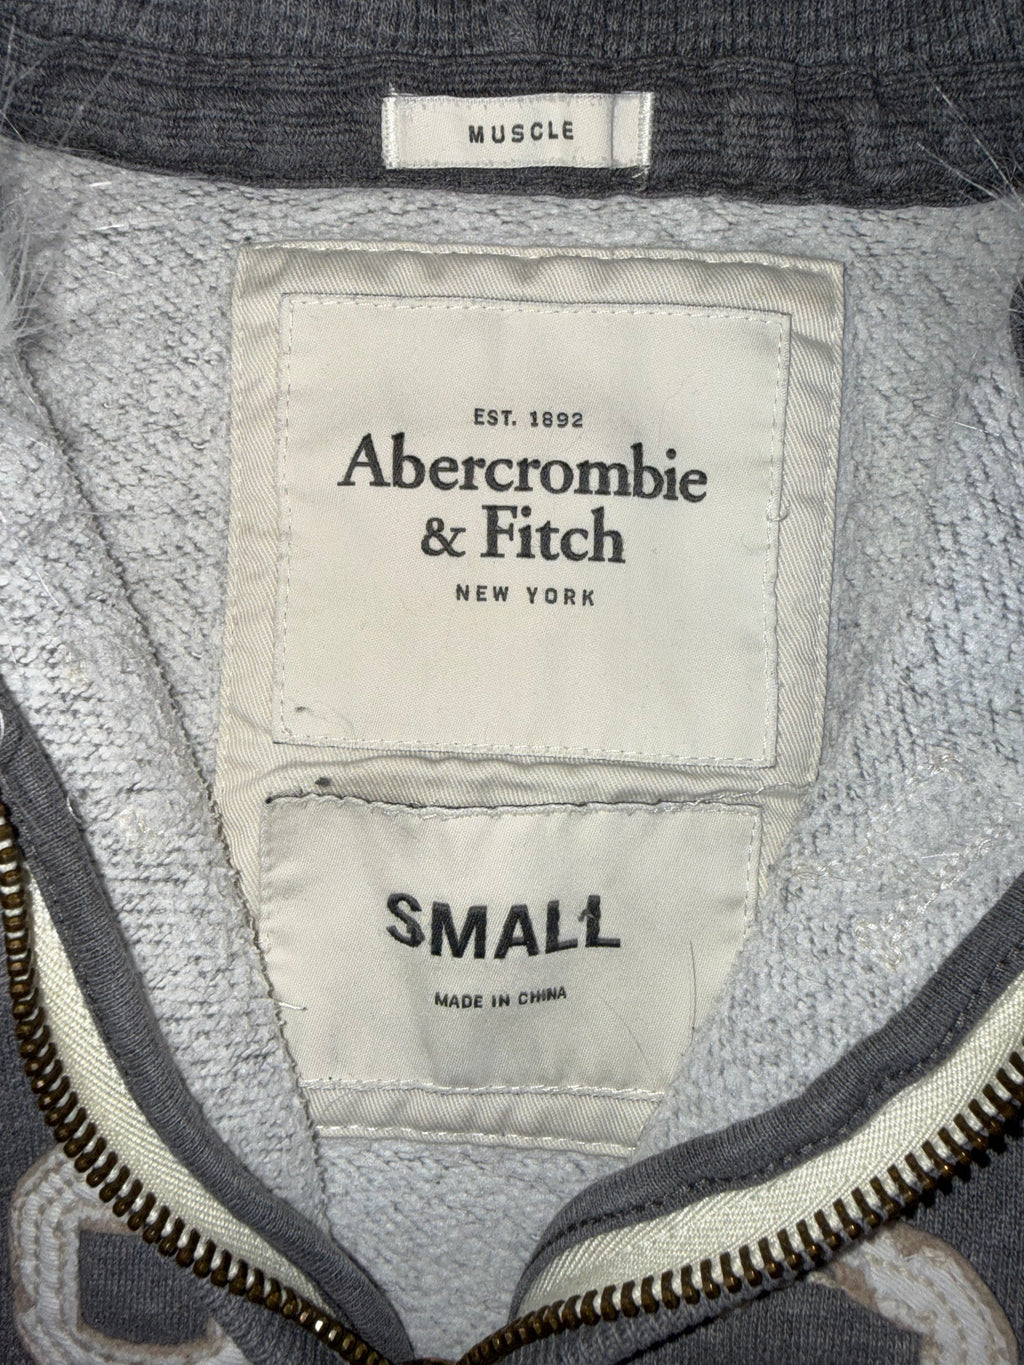 MUSCLE
EST. 1892
Abercrombie
& Fitch
NEW YORK
SMALL
MADE IN CHINA